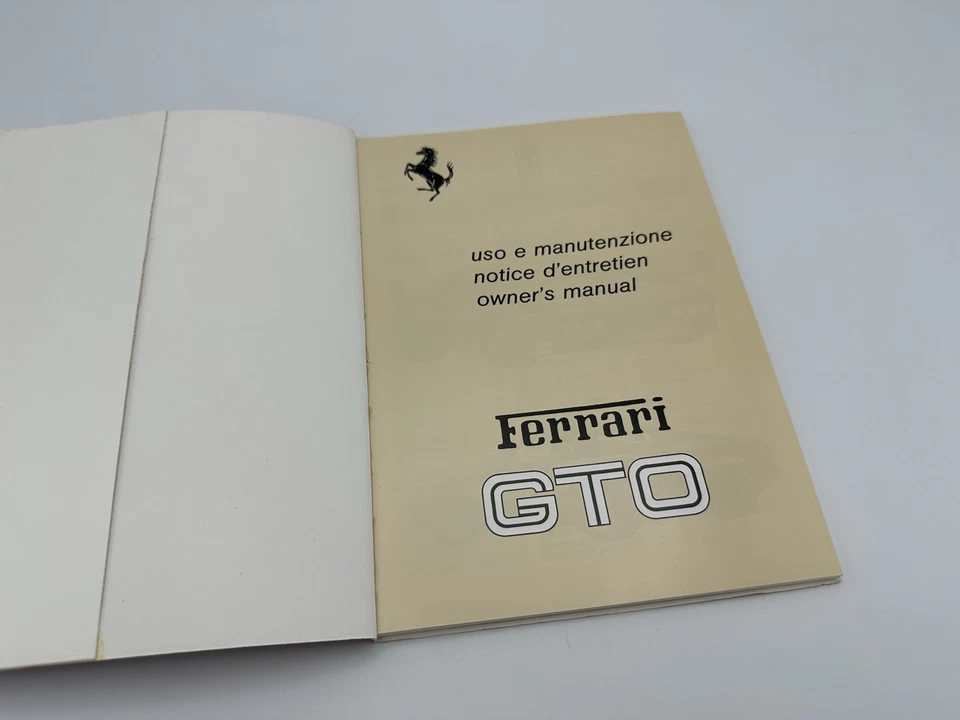 uso e manutenzione
notice d'entretien
owner's manual
Ferrari
GTO